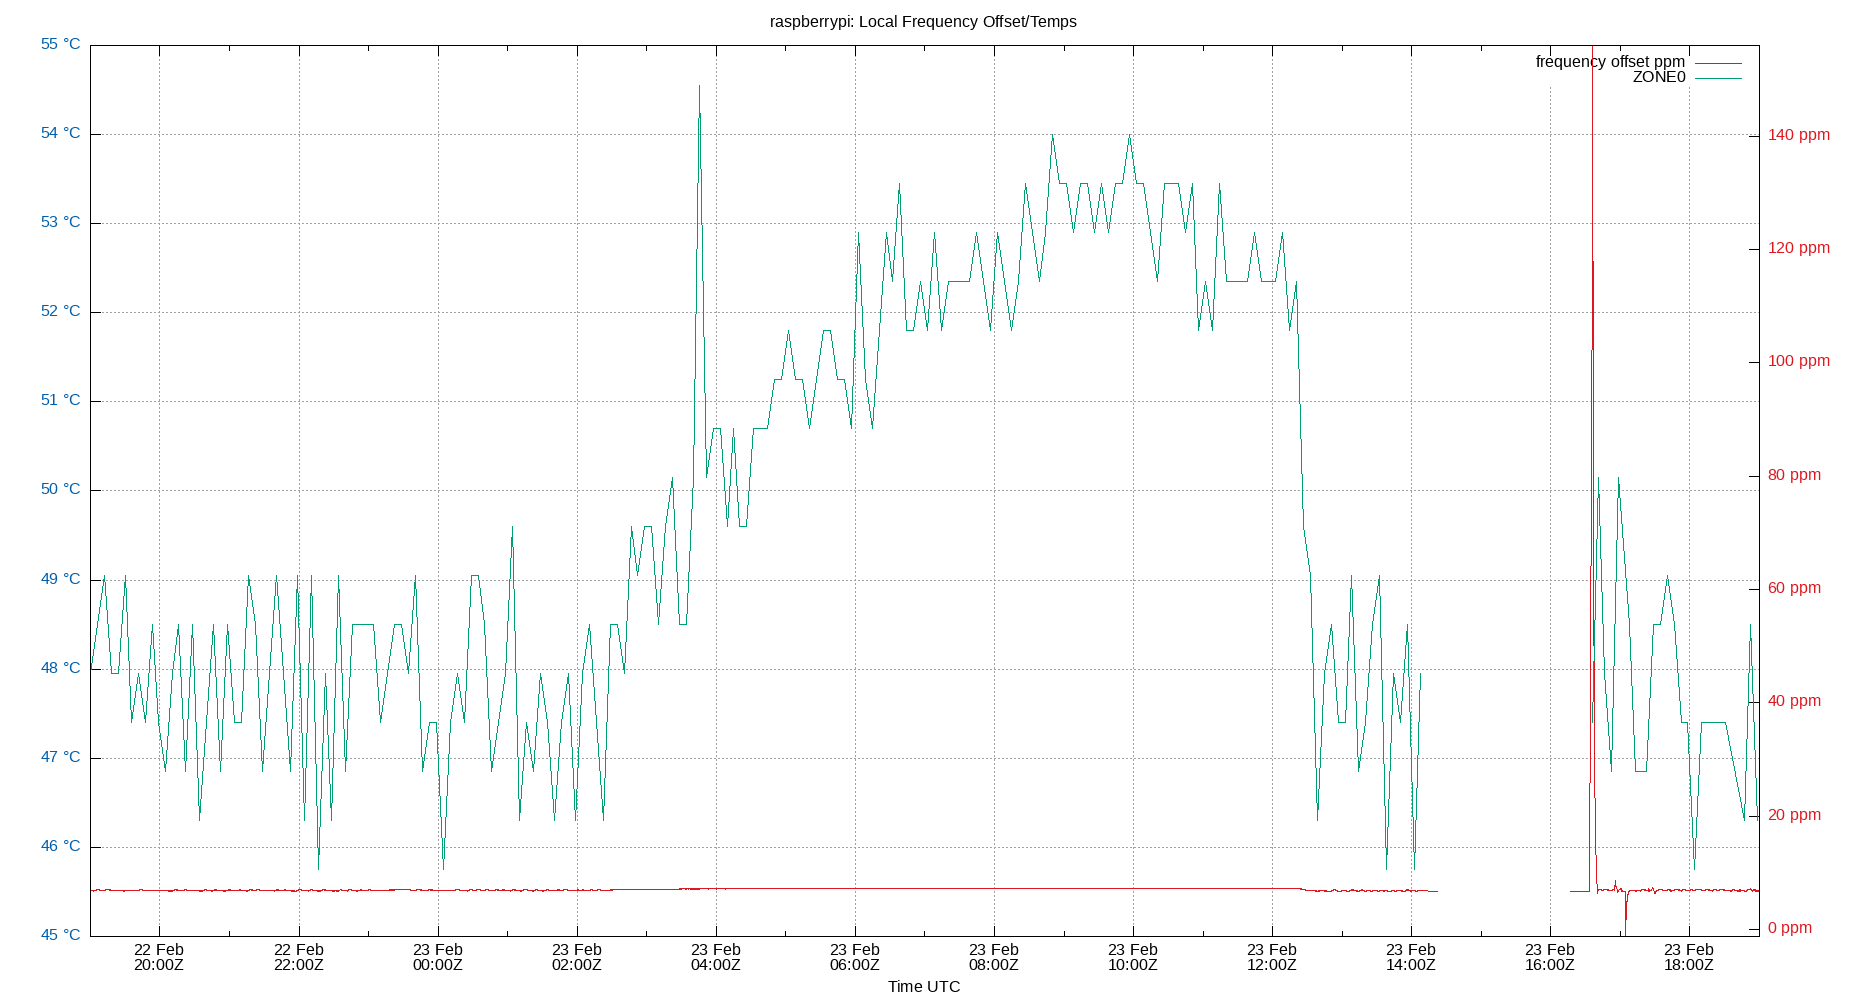 raspberrypi: Local Frequency Offset/Temps
frequency offset ppm
ZONE0
55 °C
54 °C
53 °C
52 °C
51 °C
50 °C
49 °C
48 °C
47 °C
46 °C
45 °C
140 ppm
120 ppm
100 ppm
80 ppm
60 ppm
40 ppm
20 ppm
0 ppm
22 Feb
20:00Z
22 Feb
22:00Z
23 Feb
00:00Z
23 Feb
02:00Z
23 Feb
04:00Z
23 Feb
06:00Z
23 Feb
08:00Z
23 Feb
10:00Z
23 Feb
12:00Z
23 Feb
14:00Z
23 Feb
16:00Z
23 Feb
18:00Z
Time UTC